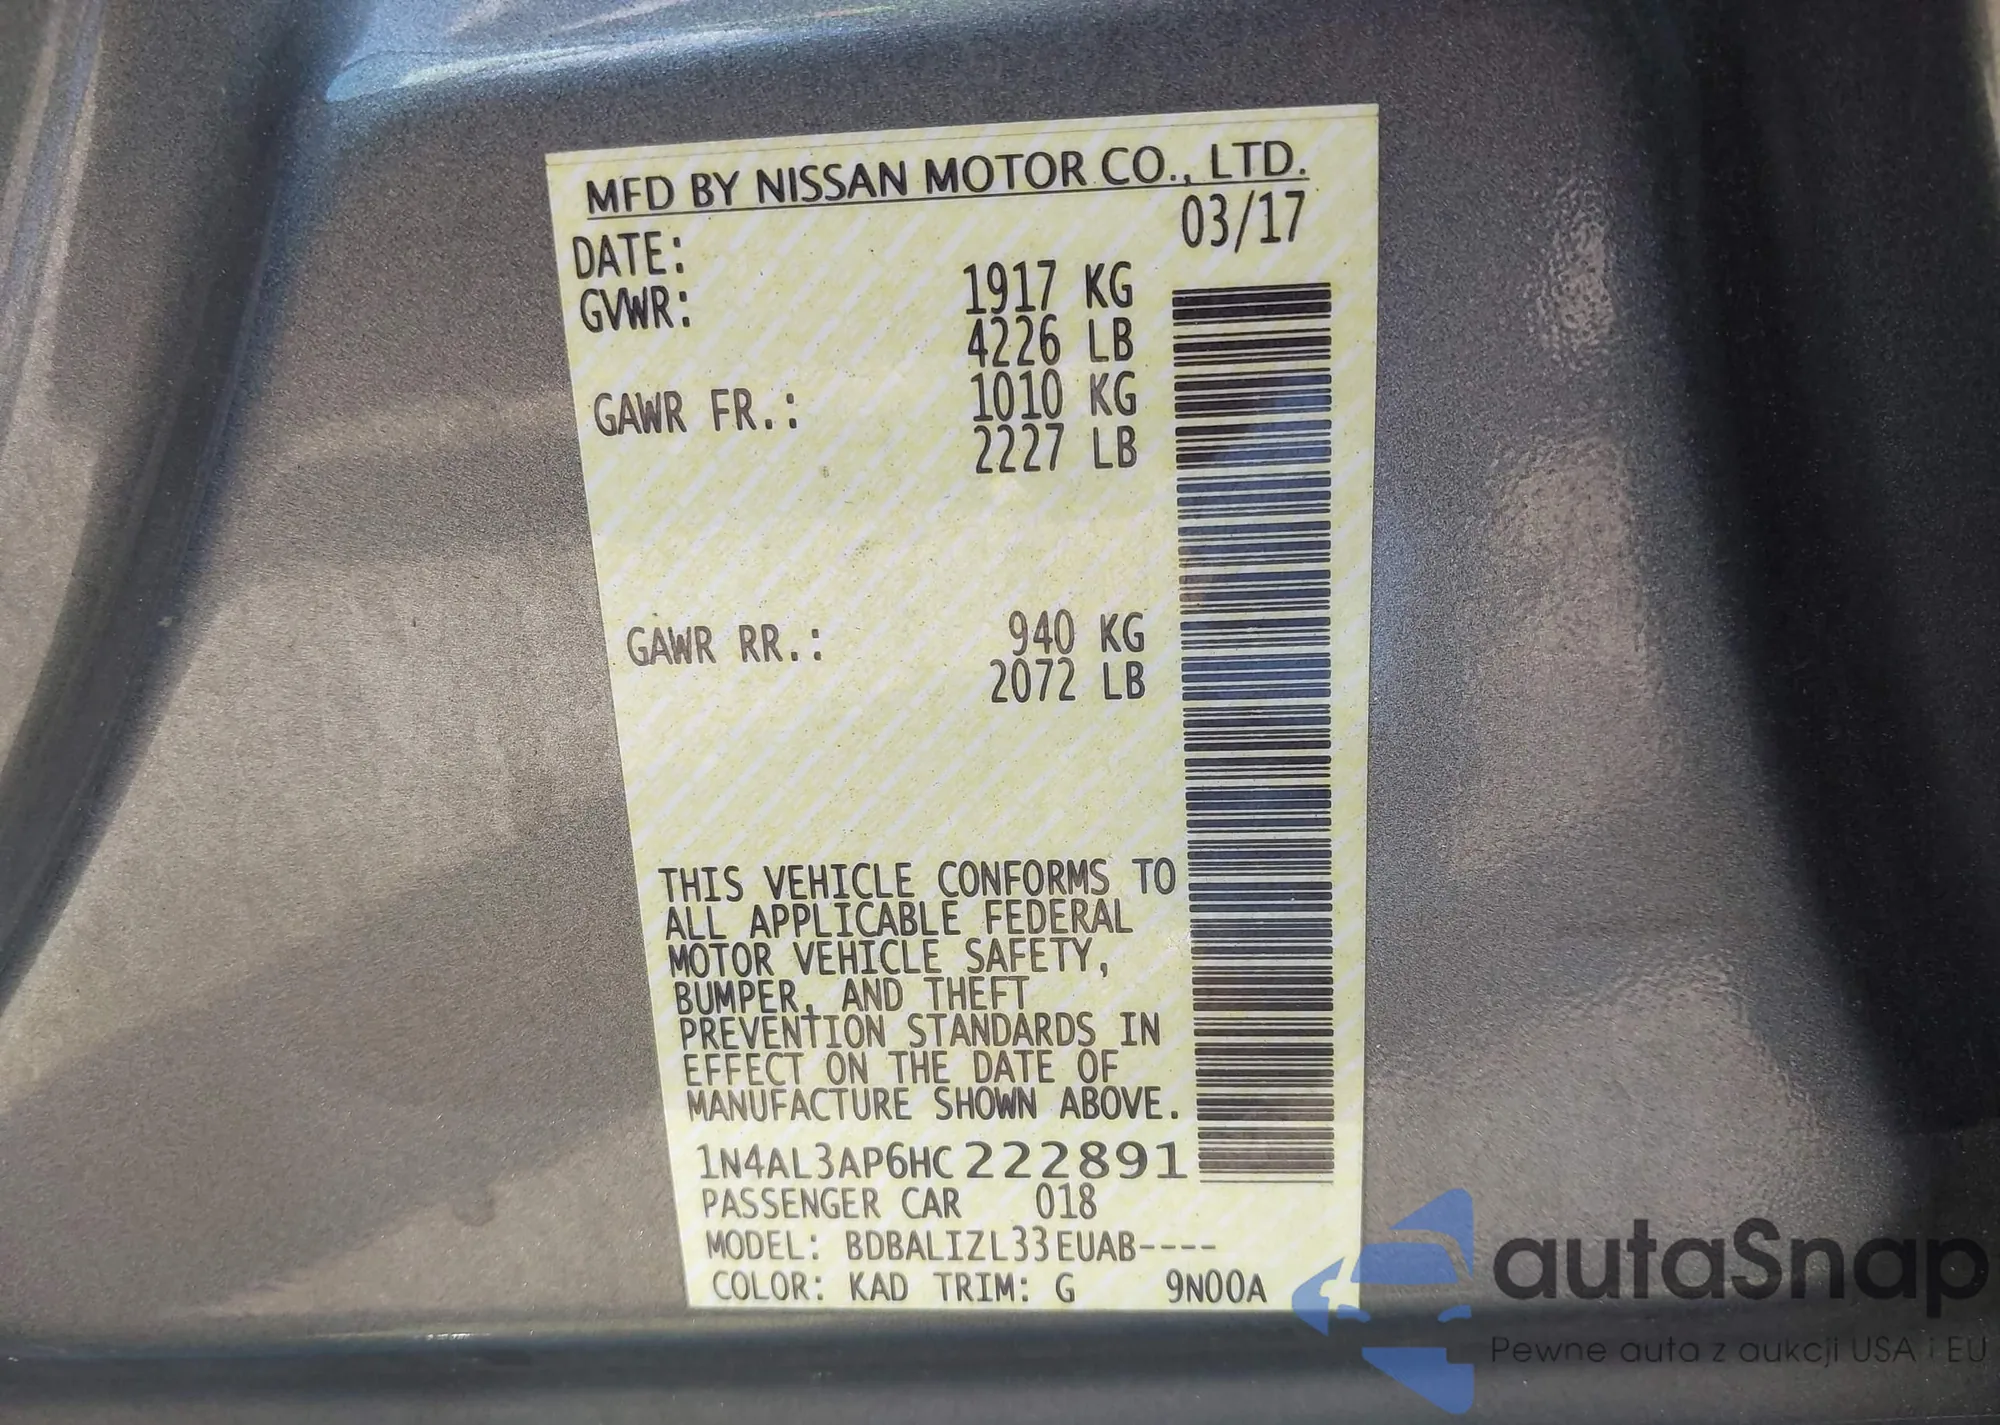 MFD BY NISSAN MOTOR CO., LTD.
DATE: 03/17
GVWR: 1917 KG
4226 LB
GAWR FR.: 1010 KG
2227 LB
GAWR RR.: 940 KG
2072 LB
THIS VEHICLE CONFORMS TO
ALL APPLICABLE FEDERAL
MOTOR VEHICLE SAFETY,
BUMPER, AND THEFT
PREVENTION STANDARDS IN
EFFECT ON THE DATE OF
MANUFACTURE SHOWN ABOVE.
1N4AL3AP6HC222891
PASSENGER CAR 018
MODEL: BDBALIZL33EUAB----
COLOR: KAD TRIM: G 9N00A
autaSnap
Pewne auta z aukcji USA i EU